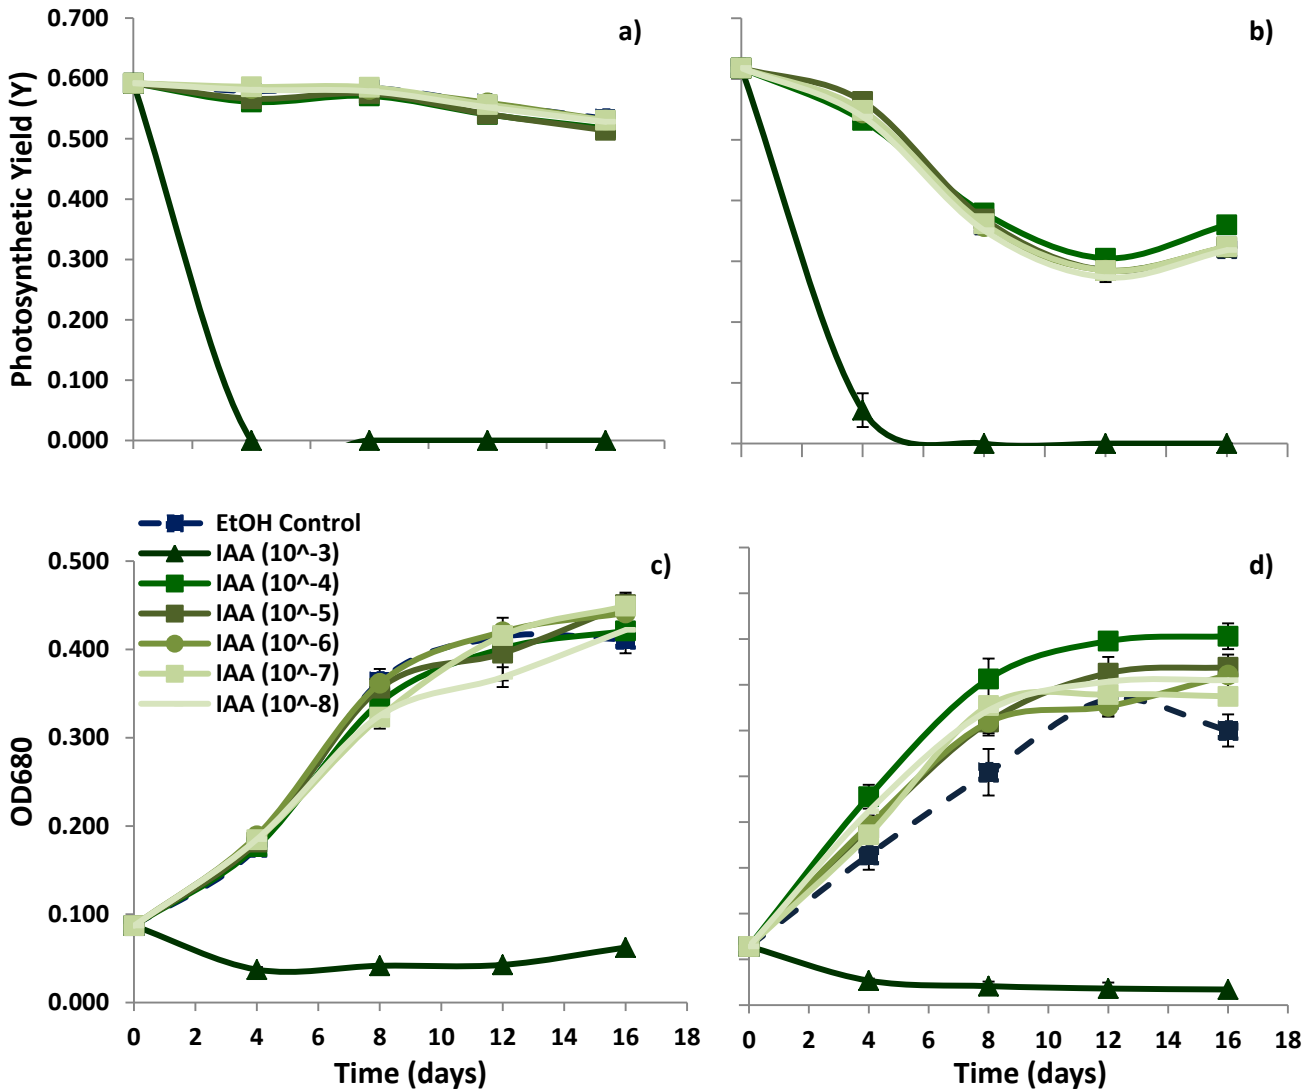 Photosynthetic Yield (Y)
0.700
0.600
0.500
0.400
0.300
0.200
0.100
0.000
a)
b)
EtOH Control
IAA (10^-3)
IAA (10^-4)
IAA (10^-5)
IAA (10^-6)
IAA (10^-7)
IAA (10^-8)
OD680
0.500
0.400
0.300
0.200
0.100
0.000
c)
0 2 4 6 8 10 12 14 16 18
Time (days)
d)
0 2 4 6 8 10 12 14 16 18
Time (days)